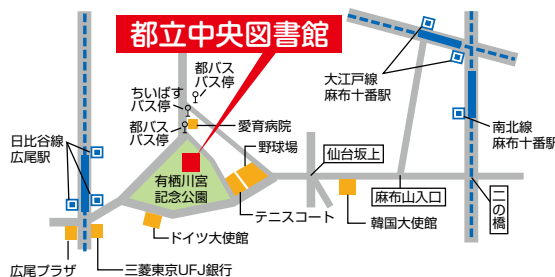 都立中央図書館
都バス
バス停
ちいばす
バス停
都バス
バス停
愛育病院
野球場
大江戸線
麻布十番駅
南北線
麻布十番駅
日比谷線
広尾駅
仙台坂上
有栖川宮
記念公園
麻布山入口
二の橋
テニスコート
韓国大使館
ドイツ大使館
広尾プラザ
三菱東京UFJ銀行